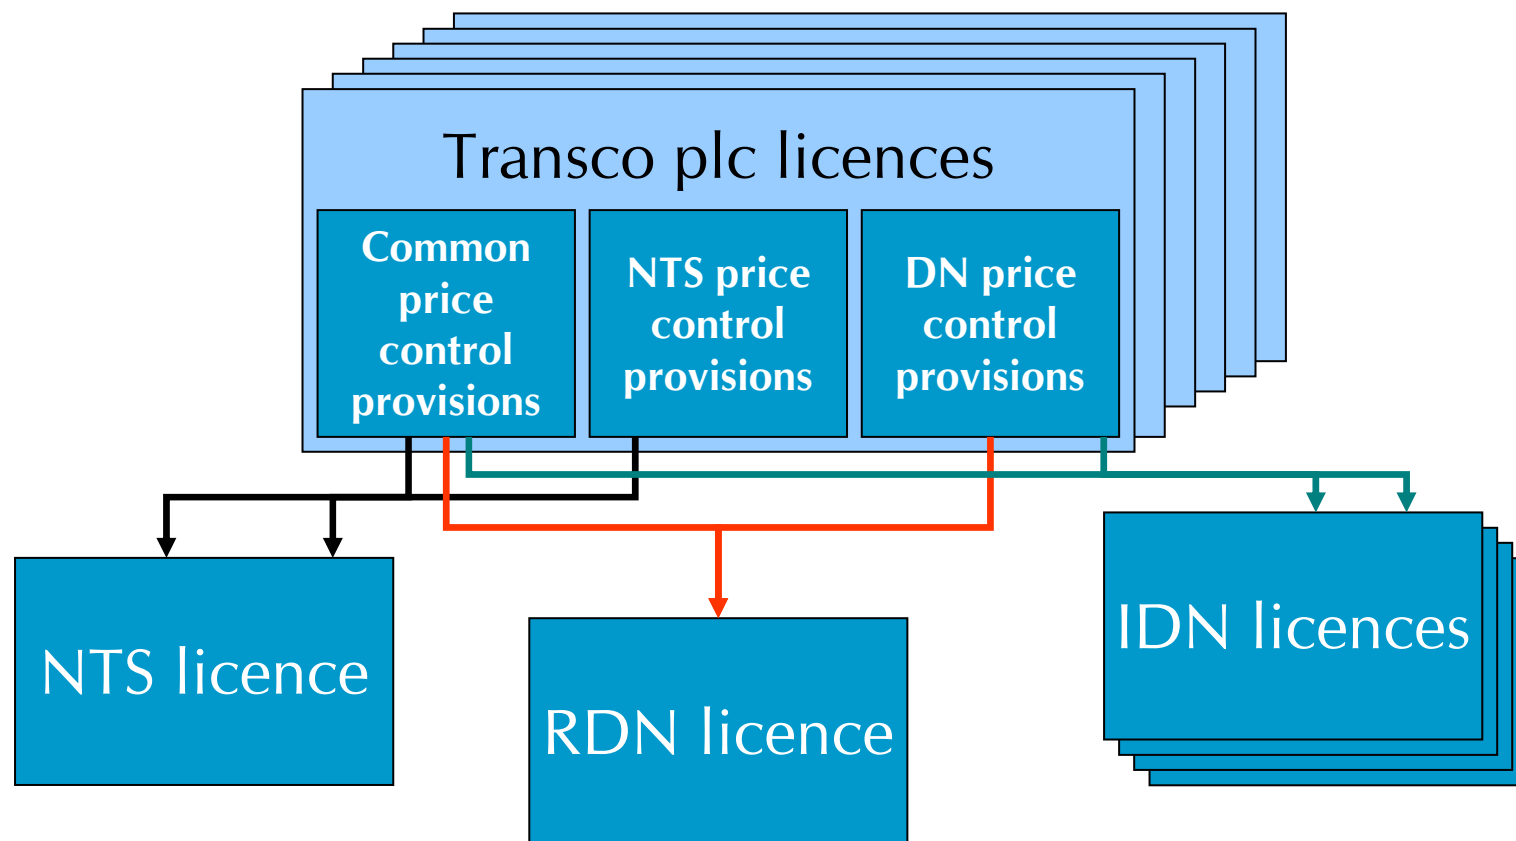 Transco plc licences
Common
price
control
provisions
NTS price
control
provisions
DN price
control
provisions
NTS licence
RDN licence
IDN licences